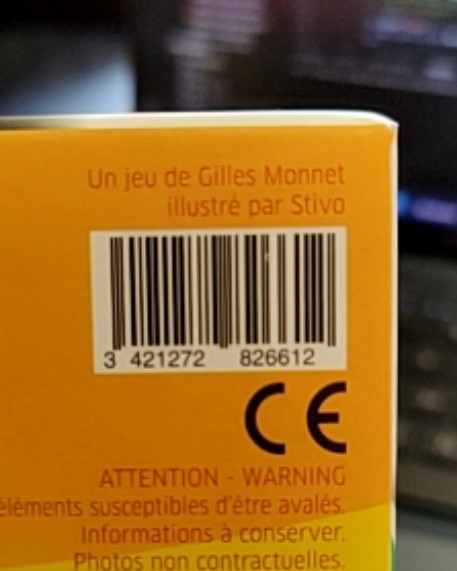 Un jeu de Gilles Monnet
illustré par Stivo
3 421272 826612
CE
ATTENTION - WARNING
éléments susceptibles d'être avalés.
Informations à conserver.
Photos non contractuelles.